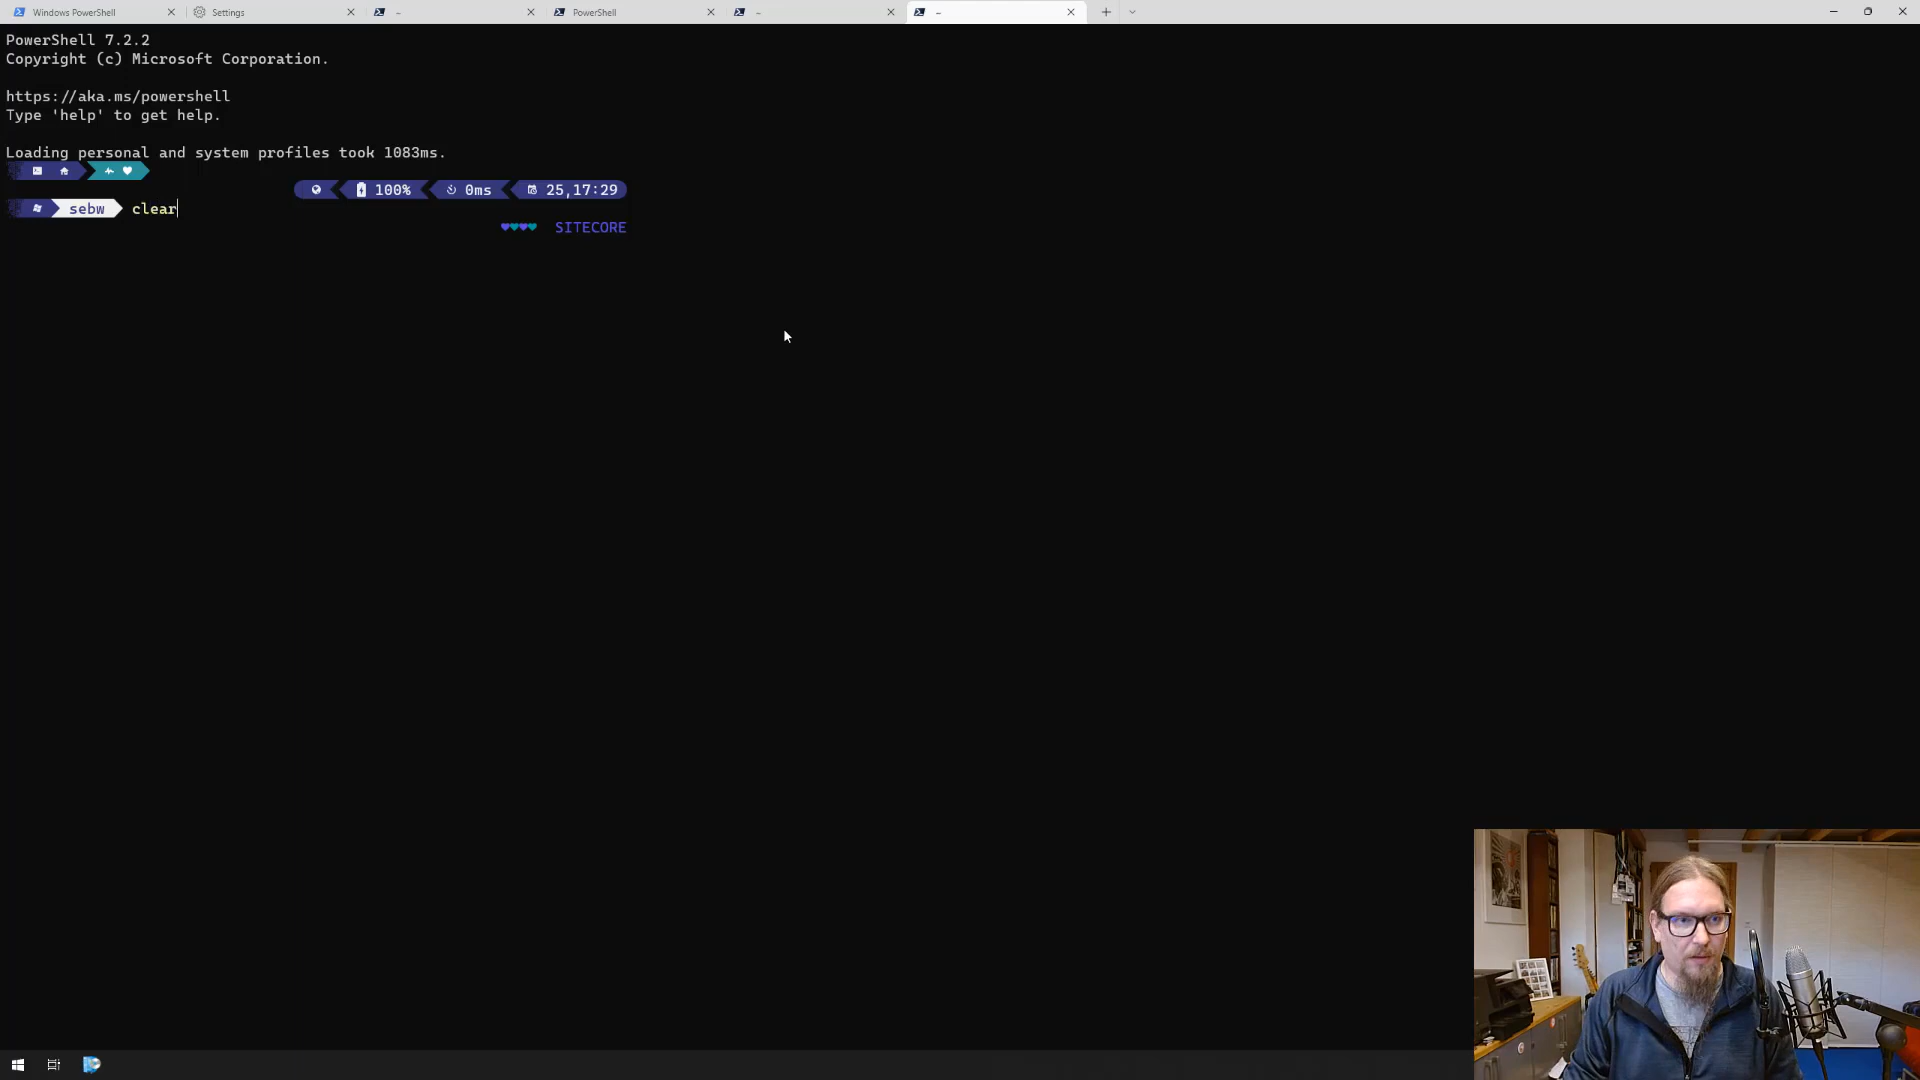 Windows PowerShell
Settings
~
PowerShell
~
~
PowerShell 7.2.2
Copyright (c) Microsoft Corporation.
https://aka.ms/powershell
Type 'help' to get help.
Loading personal and system profiles took 1083ms.
100% 0ms 25,17:29
sebw clear
SITECORE